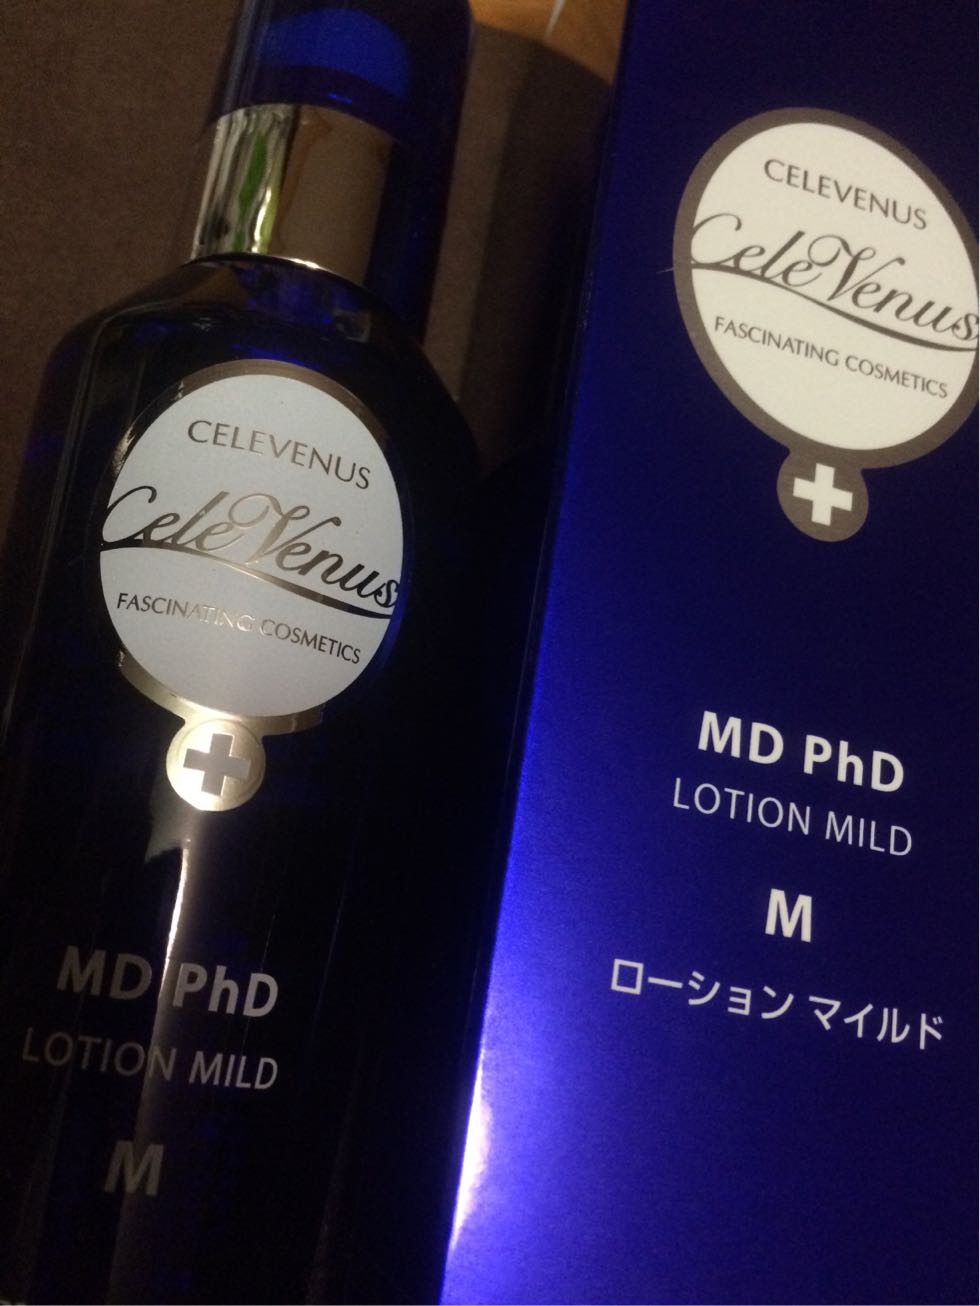 CELEVENUS
CeleVenus
FASCINATING COSMETICS
MD PhD
LOTION MILD
M
CELEVENUS
CeleVenus
FASCINATING COSMETICS
MD PhD
LOTION MILD
M
ローション マイルド